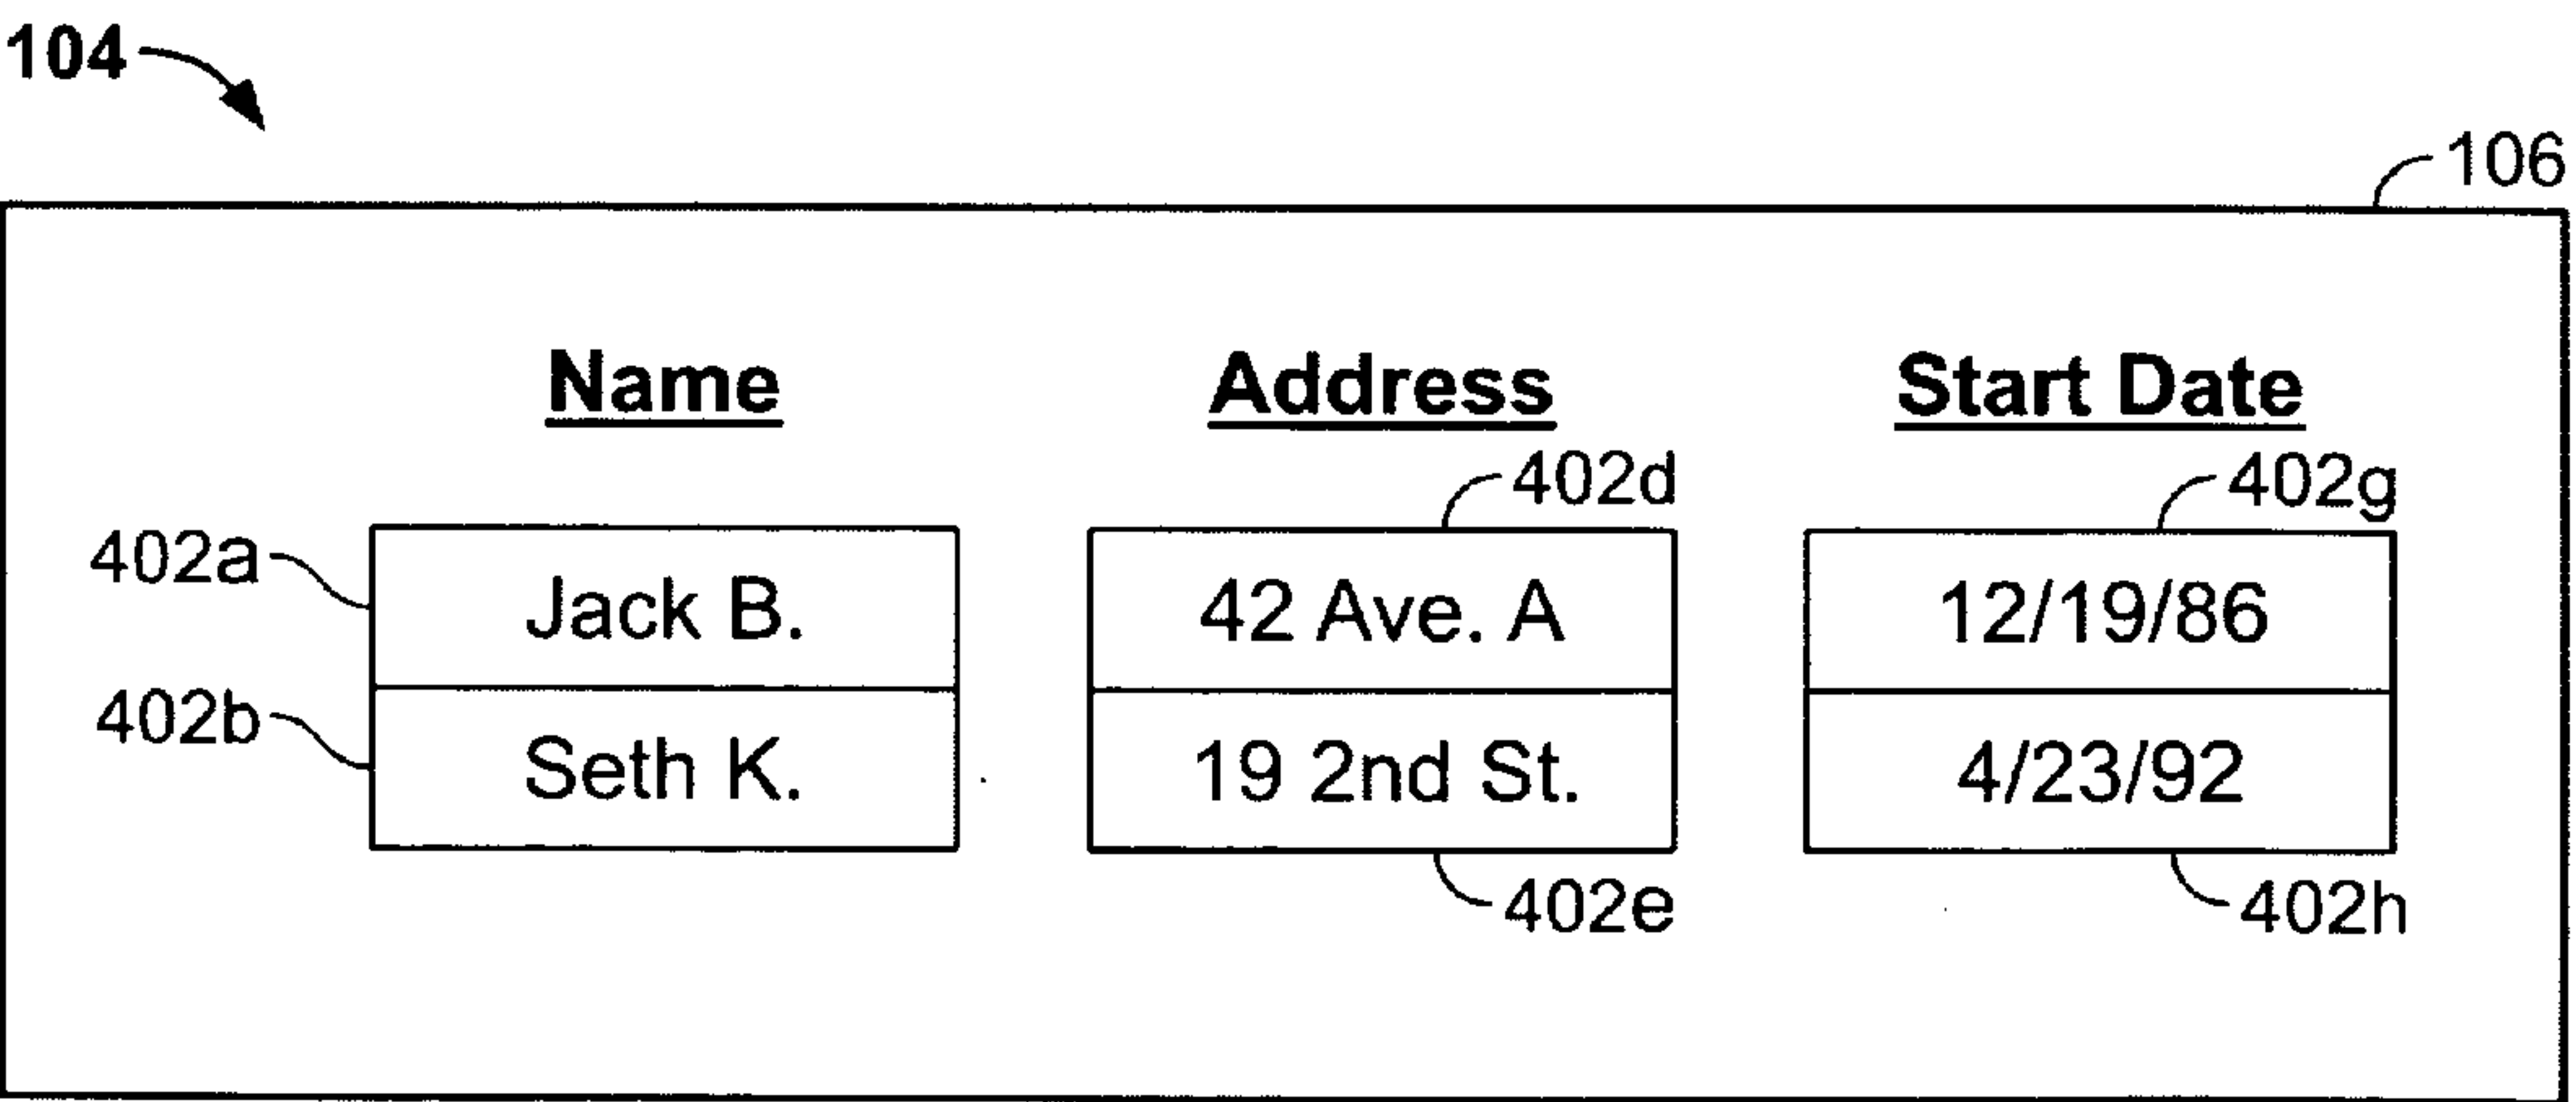 104
106
Name Address Start Date
402d 402g
402a Jack B. 42 Ave. A 12/19/86
402b Seth K. 19 2nd St. 4/23/92
402e 402h